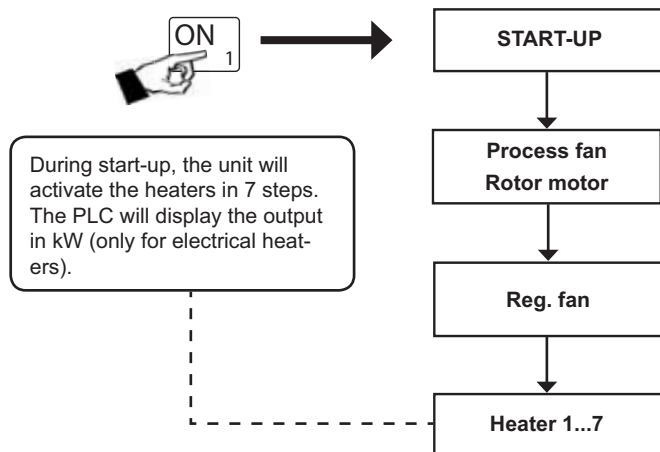 ON
1
START-UP
Process fan
Rotor motor
During start-up, the unit will
activate the heaters in 7 steps.
The PLC will display the output
in kW (only for electrical heat-
ers).
Reg. fan
Heater 1...7